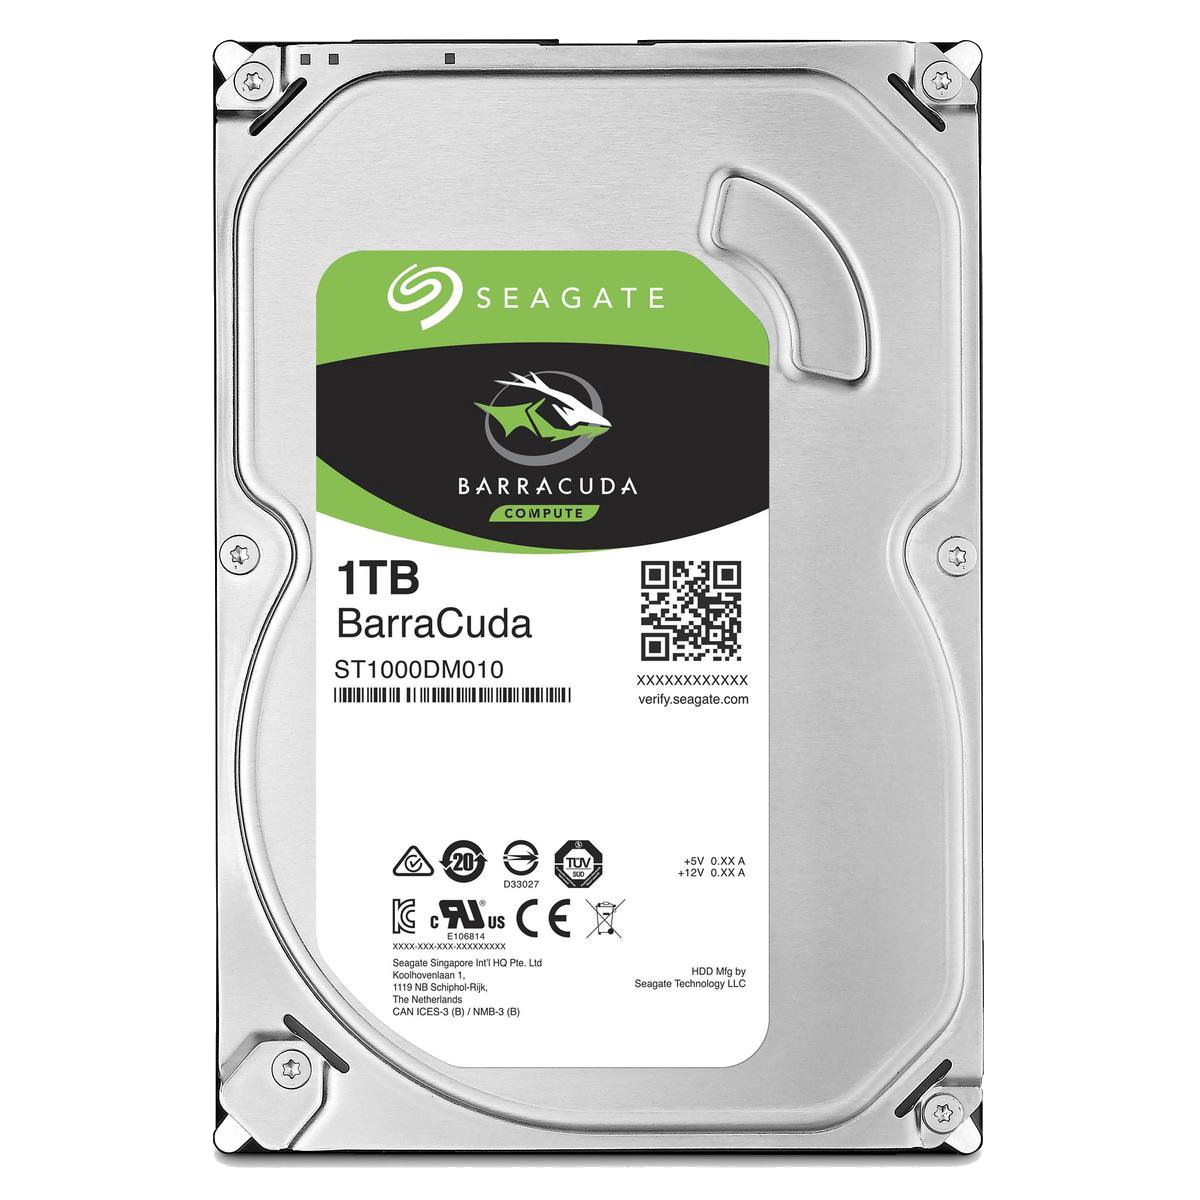 SEAGATE
BARRACUDA
COMPUTE
1TB
BarraCuda
ST1000DM010
XXXXXXXXXXXX
verify.seagate.com
20
D33027
TÜV
SÜD
+5V 0.XX A
+12V 0.XX A
c RU ® US
E106814
CE
XXXX-XXX-XXX-XXXXXXXXX
Seagate Singapore Int'l HQ Pte. Ltd
Koolhovenlaan 1,
1119 NB Schiphol-Rijk,
The Netherlands
CAN ICES-3 (B) / NMB-3 (B)
HDD Mfg by
Seagate Technology LLC